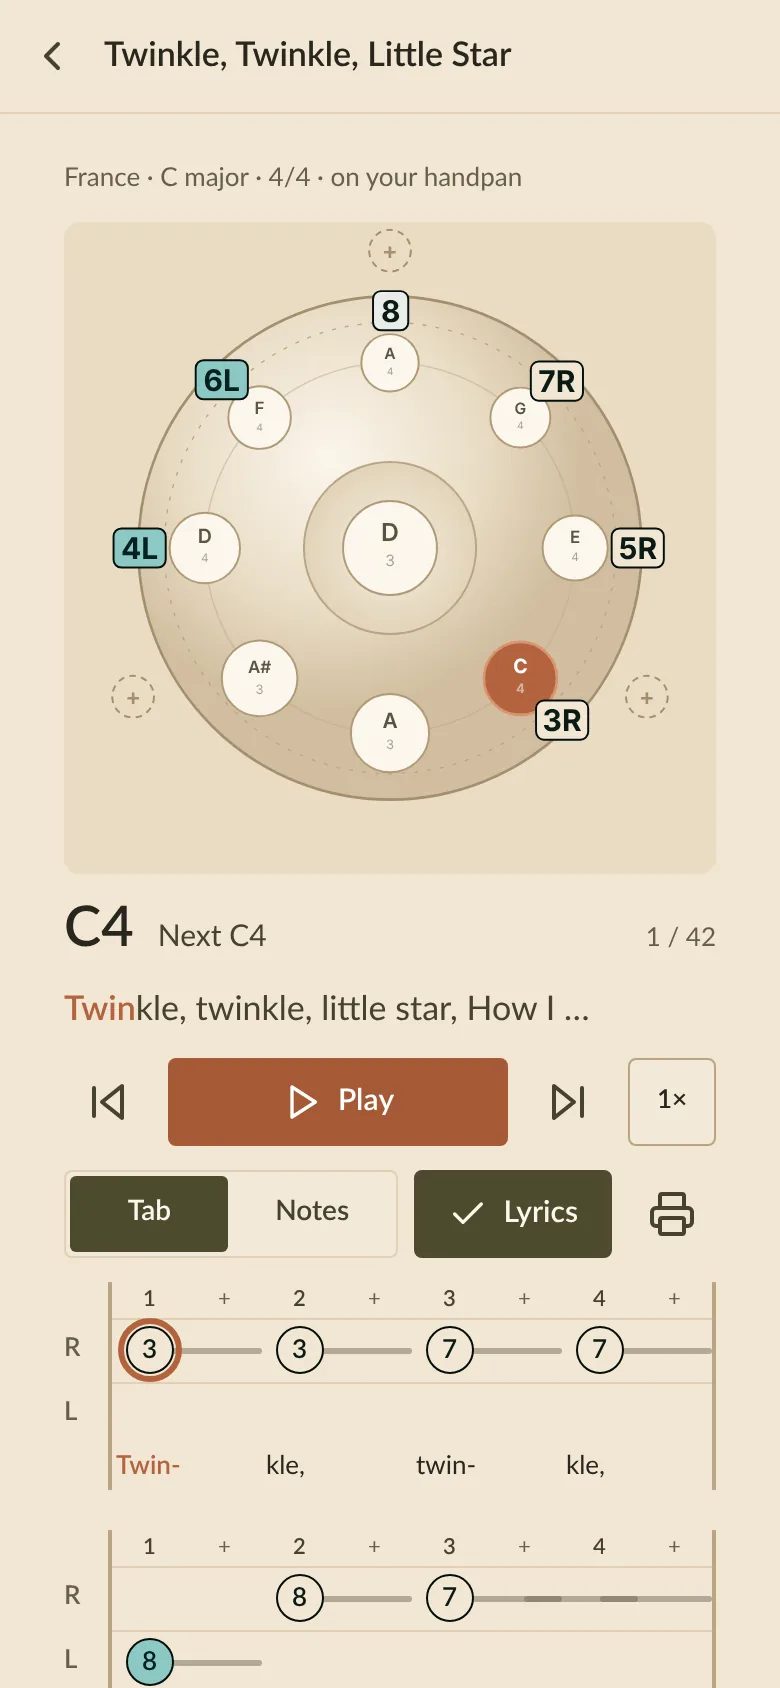 Twinkle, Twinkle, Little Star
France · C major · 4/4 · on your handpan
+
8
A
4
6L
7R
F
4
G
4
4L
D
4
D
3
E
4
5R
A#
3
C
4
+
+
3R
A
3
C4 Next C4 1 / 42
Twinkle, twinkle, little star, How I ...
Play 1×
Tab Notes Lyrics
1 + 2 + 3 + 4 +
R 3 3 7 7
L
Twin- kle, twin- kle,
1 + 2 + 3 + 4 +
R 8 7
L 8